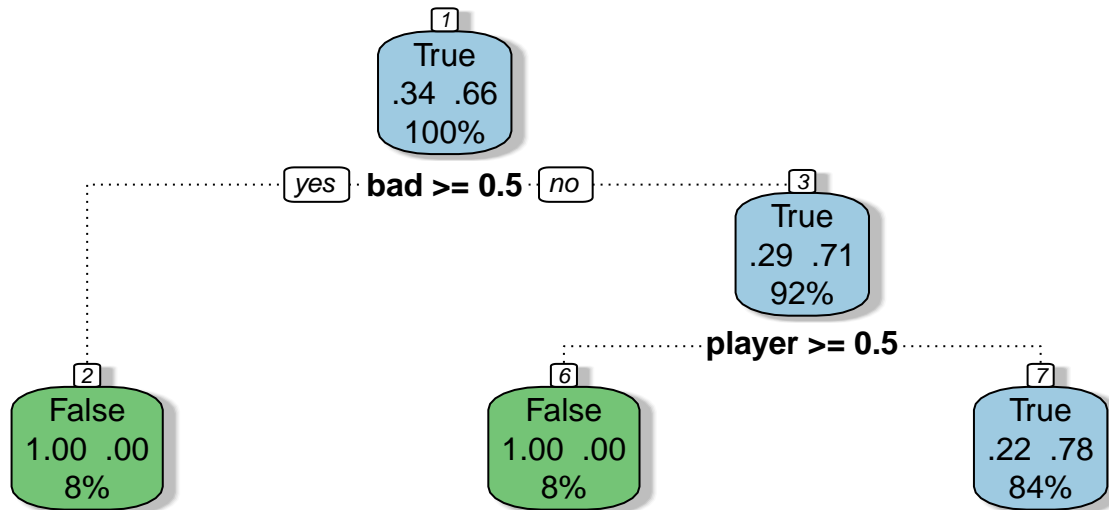 1
True
.34 .66
100%
yes bad >= 0.5 no
3
True
.29 .71
92%
player >= 0.5
2
False
1.00 .00
8%
6
False
1.00 .00
8%
7
True
.22 .78
84%